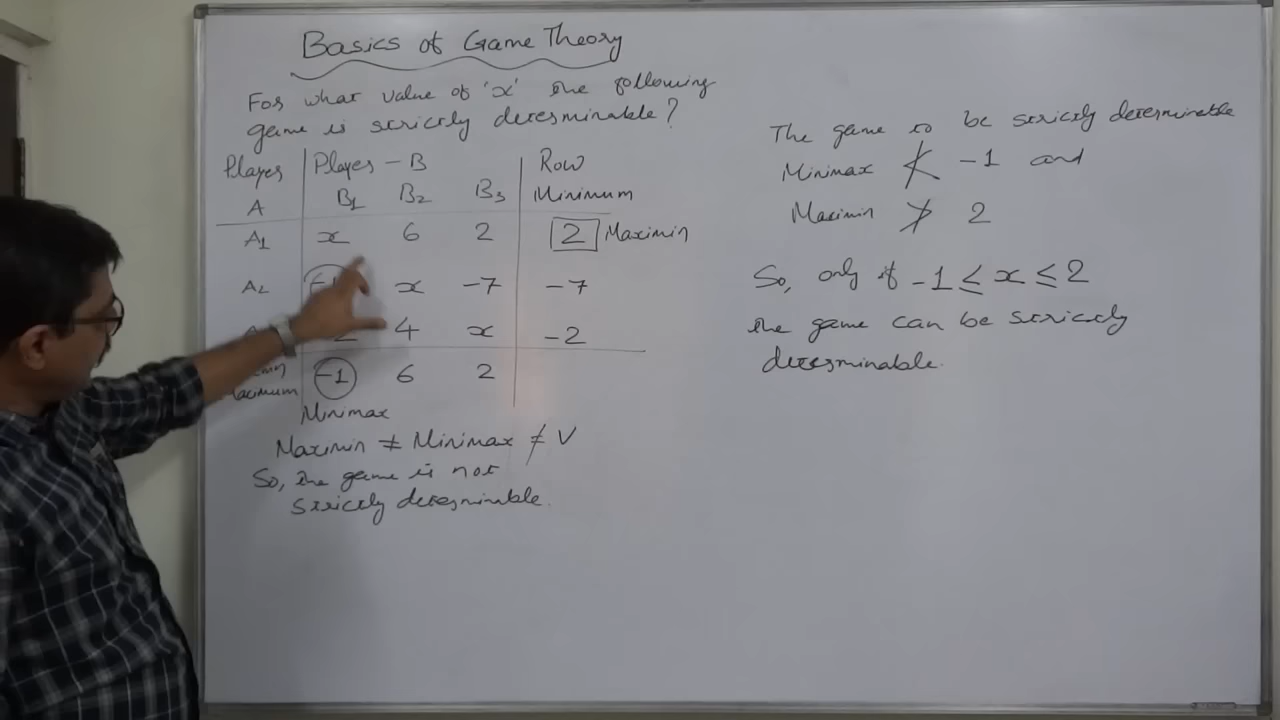 Basics of Game Theory
For what value of 'x' the following
game is strictly determinable?
Player | Player - B | Row
A | B1 B2 B3 | Minimum
A1 | x 6 2 | 2 Maximin
A2 | -1 x -7 | -7
4 x | -2
Maximum | -1 6 2
Minimax
Maximin ≠ Minimax ≠ V
So, the game is not
strictly determinable.
The game to be strictly determinable
Minimax ≮ -1 and
Maximin ≯ 2
So, only if -1 ≤ x ≤ 2
the game can be strictly
determinable.